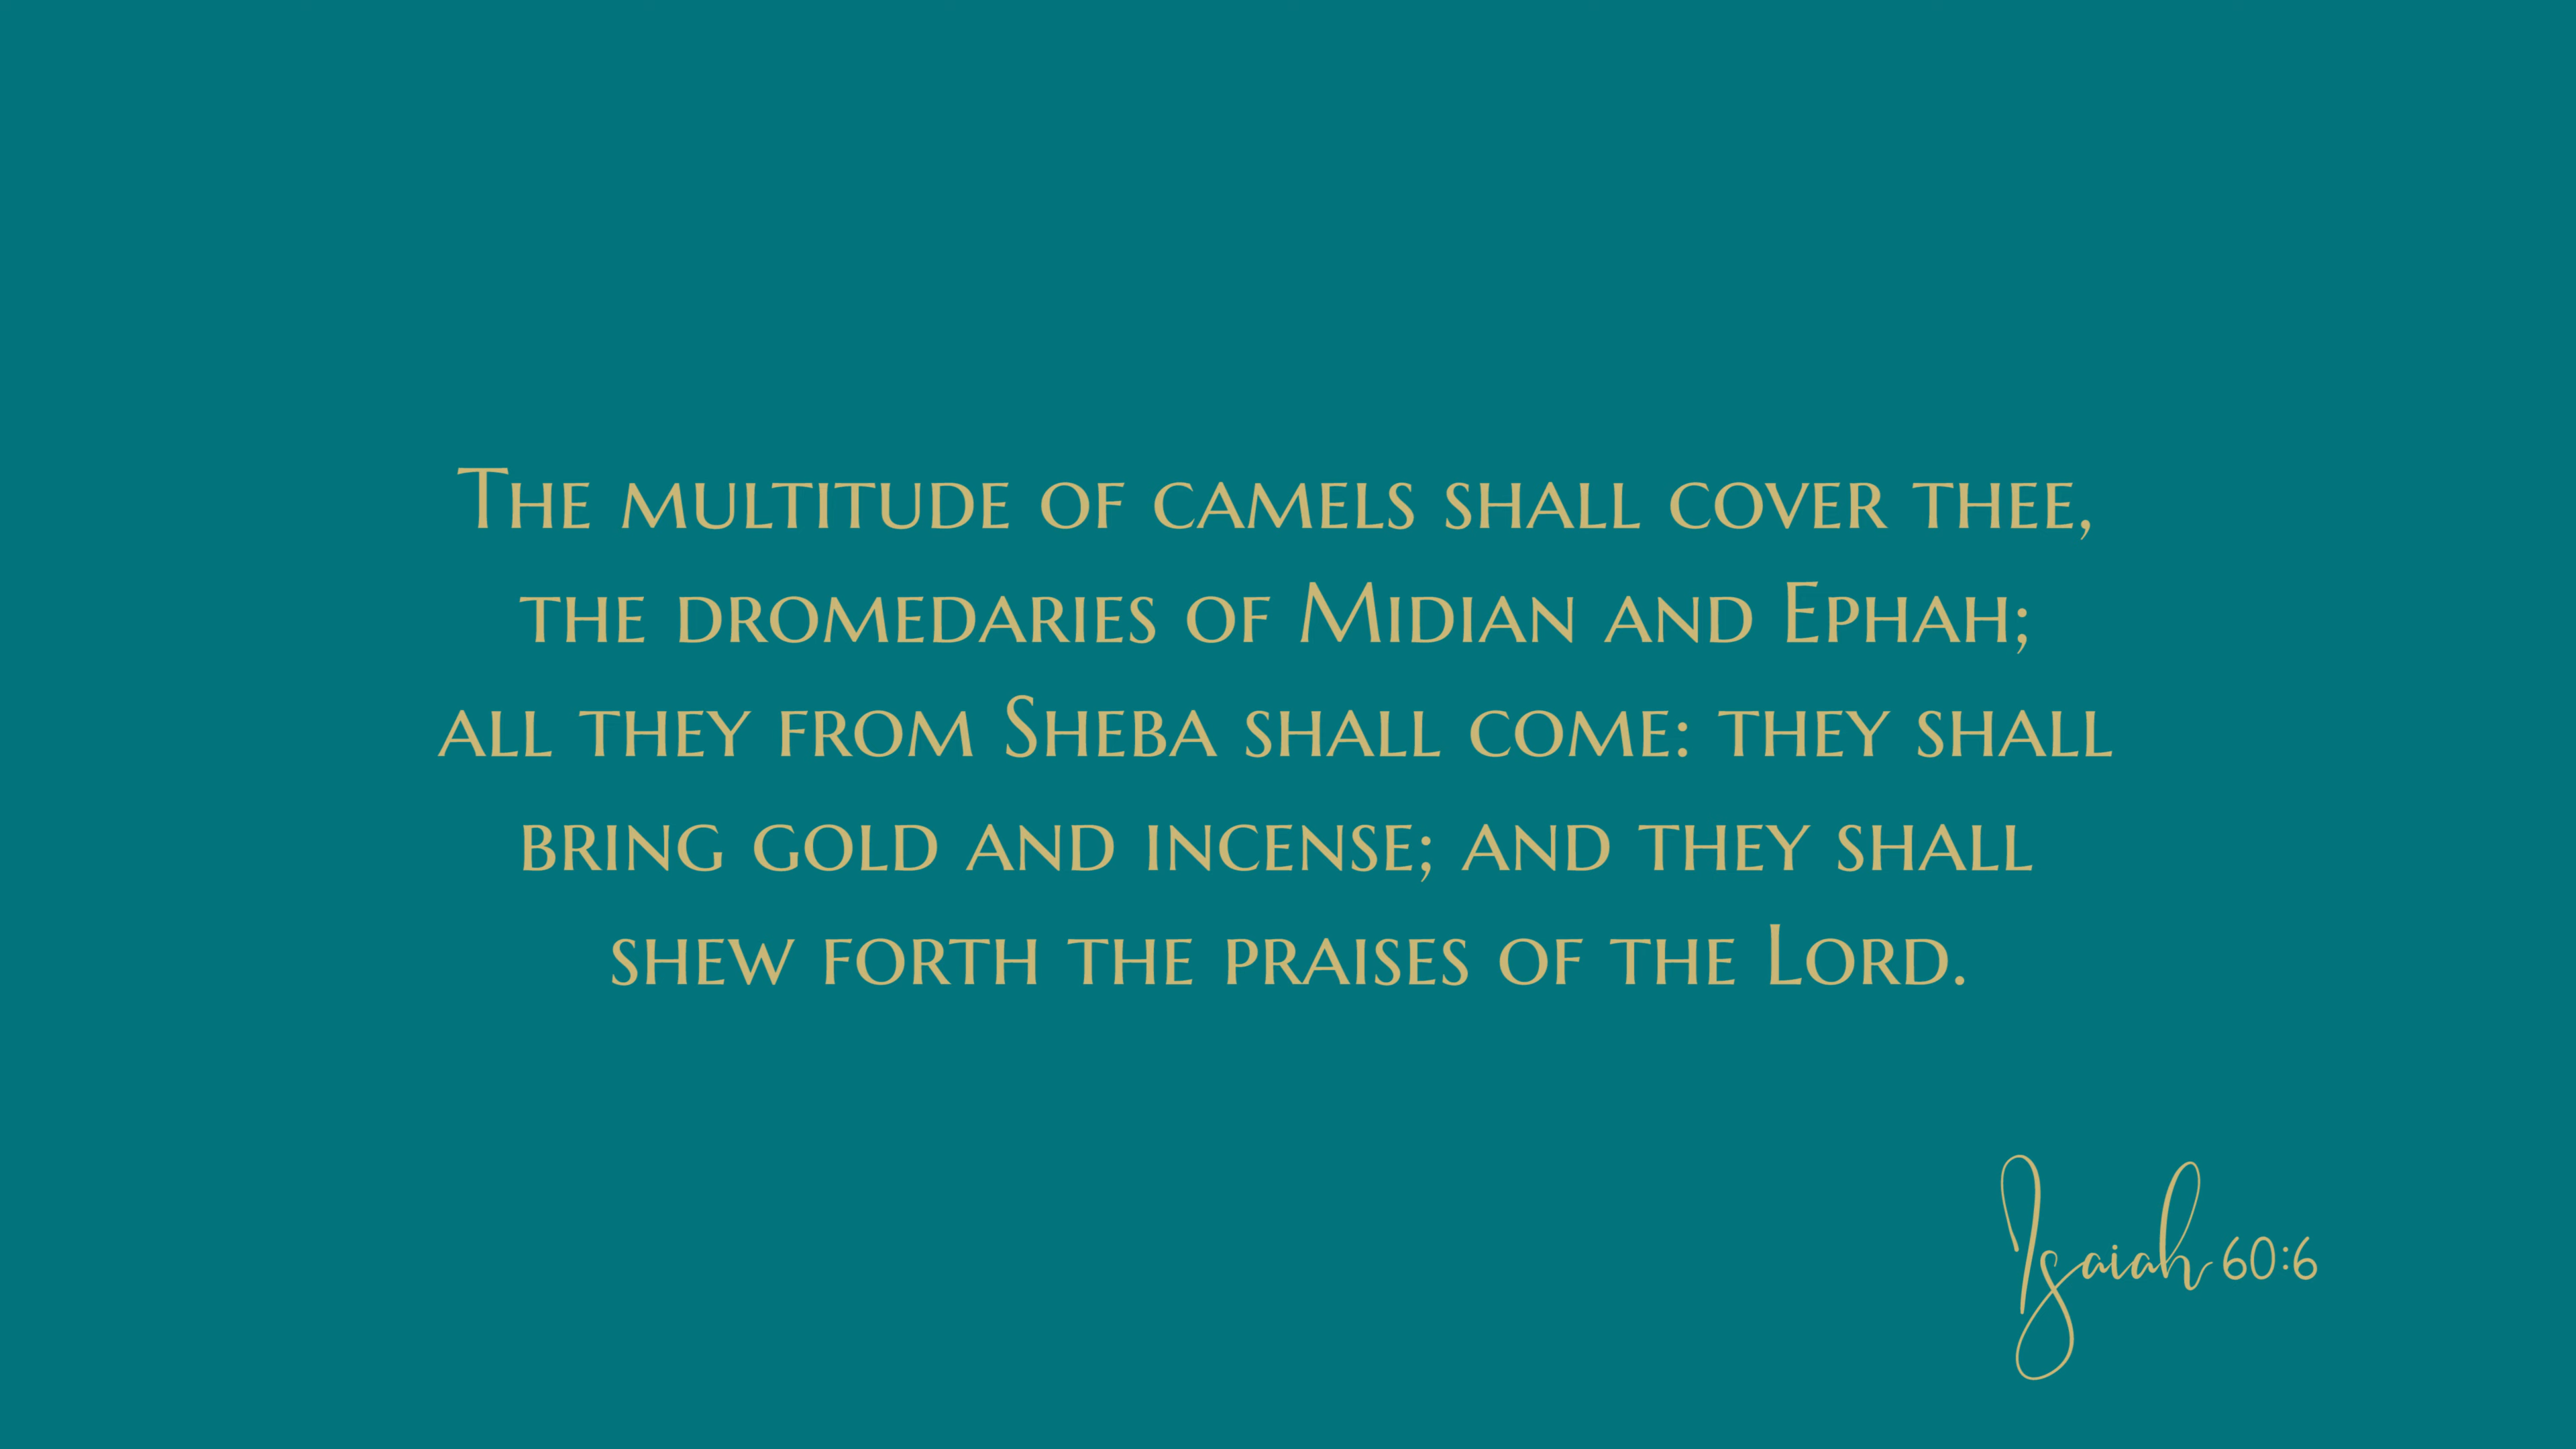 The multitude of camels shall cover thee,
the dromedaries of Midian and Ephah;
all they from Sheba shall come: they shall
bring gold and incense; and they shall
shew forth the praises of the Lord.
Isaiah 60:6